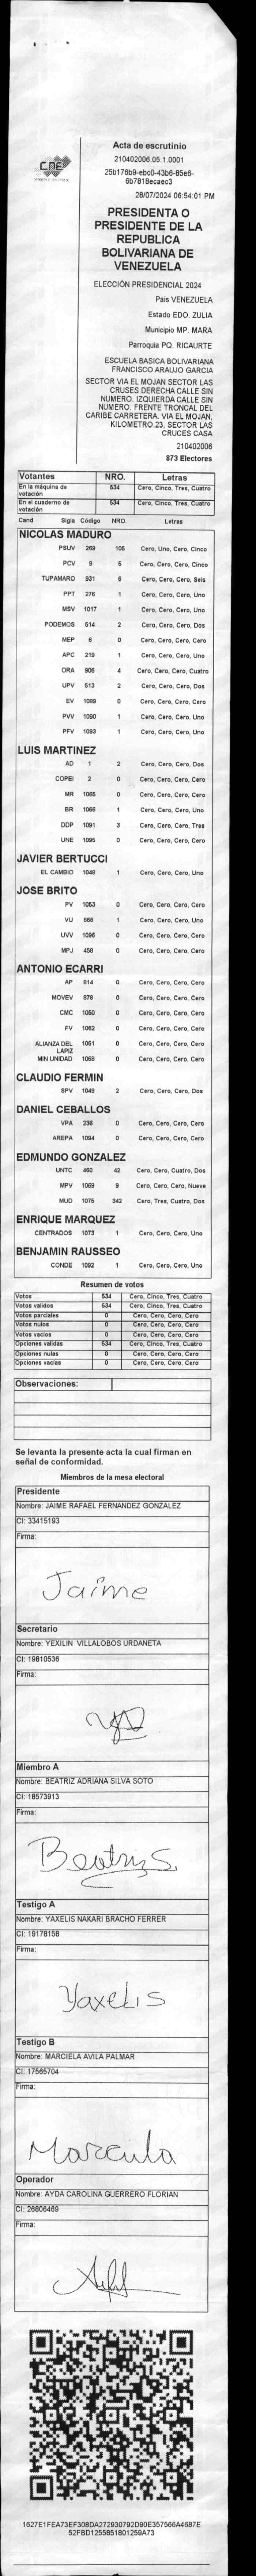 CNE
Acta de escrutinio
210402006.05.1.0001
25b176b9-ebc0-43b6-85e6-
6b7818ecaec3
28/07/2024 06:54:01 PM
PRESIDENTA O
PRESIDENTE DE LA
REPUBLICA
BOLIVARIANA DE
VENEZUELA
ELECCIÓN PRESIDENCIAL 2024
Pais VENEZUELA
Estado EDO. ZULIA
Municipio MP. MARA
Parroquia PQ. RICAURTE
ESCUELA BASICA BOLIVARIANA
FRANCISCO ARAUJO GARCIA
SECTOR VIA EL MOJAN SECTOR LAS
CRUSES DERECHA CALLE SIN
NUMERO. IZQUIERDA CALLE SIN
NUMERO. FRENTE TRONCAL DEL
CARIBE CARRETERA. VIA EL MOJAN,
KILOMETRO.23, SECTOR LAS
CRUCES CASA
210402006
873 Electores
Votantes NRO. Letras
En la máquina de votación 534 Cero, Cinco, Tres, Cuatro
En el cuaderno de votación 534 Cero, Cinco, Tres, Cuatro
Cand. Sigla Código NRO. Letras
NICOLAS MADURO
PSUV 269 105 Cero, Uno, Cero, Cinco
PCV 9 5 Cero, Cero, Cero, Cinco
TUPAMARO 931 6 Cero, Cero, Cero, Seis
PPT 276 1 Cero, Cero, Cero, Uno
MSV 1017 1 Cero, Cero, Cero, Uno
PODEMOS 514 2 Cero, Cero, Cero, Dos
MEP 6 0 Cero, Cero, Cero, Cero
APC 219 1 Cero, Cero, Cero, Uno
ORA 906 4 Cero, Cero, Cero, Cuatro
UPV 613 2 Cero, Cero, Cero, Dos
EV 1089 0 Cero, Cero, Cero, Cero
PVV 1090 1 Cero, Cero, Cero, Uno
PFV 1093 1 Cero, Cero, Cero, Uno
LUIS MARTINEZ
AD 1 2 Cero, Cero, Cero, Dos
COPEI 2 0 Cero, Cero, Cero, Cero
MR 1065 0 Cero, Cero, Cero, Cero
BR 1066 1 Cero, Cero, Cero, Uno
DDP 1091 3 Cero, Cero, Cero, Tres
UNE 1095 0 Cero, Cero, Cero, Cero
JAVIER BERTUCCI
EL CAMBIO 1048 1 Cero, Cero, Cero, Uno
JOSE BRITO
PV 1053 0 Cero, Cero, Cero, Cero
VU 868 1 Cero, Cero, Cero, Uno
UVV 1096 0 Cero, Cero, Cero, Cero
MPJ 458 0 Cero, Cero, Cero, Cero
ANTONIO ECARRI
AP 814 0 Cero, Cero, Cero, Cero
MOVEV 878 0 Cero, Cero, Cero, Cero
CMC 1050 0 Cero, Cero, Cero, Cero
FV 1062 0 Cero, Cero, Cero, Cero
ALIANZA DEL LAPIZ 1051 0 Cero, Cero, Cero, Cero
MIN UNIDAD 1068 0 Cero, Cero, Cero, Cero
CLAUDIO FERMIN
SPV 1049 2 Cero, Cero, Cero, Dos
DANIEL CEBALLOS
VPA 236 0 Cero, Cero, Cero, Cero
AREPA 1094 0 Cero, Cero, Cero, Cero
EDMUNDO GONZALEZ
UNTC 460 42 Cero, Cero, Cuatro, Dos
MPV 1069 9 Cero, Cero, Cero, Nueve
MUD 1075 342 Cero, Tres, Cuatro, Dos
ENRIQUE MARQUEZ
CENTRADOS 1073 1 Cero, Cero, Cero, Uno
BENJAMIN RAUSSEO
CONDE 1092 1 Cero, Cero, Cero, Uno
Resumen de votos
Votos 534 Cero, Cinco, Tres, Cuatro
Votos validos 534 Cero, Cinco, Tres, Cuatro
Votos parciales 0 Cero, Cero, Cero, Cero
Votos nulos 0 Cero, Cero, Cero, Cero
Votos vacios 0 Cero, Cero, Cero, Cero
Opciones validas 534 Cero, Cinco, Tres, Cuatro
Opciones nulas 0 Cero, Cero, Cero, Cero
Opciones vacias 0 Cero, Cero, Cero, Cero
Observaciones:
Se levanta la presente acta la cual firman en
señal de conformidad.
Miembros de la mesa electoral
Presidente
Nombre: JAIME RAFAEL FERNANDEZ GONZALEZ
CI: 33415193
Firma:
Jaime
Secretario
Nombre: YEXILIN VILLALOBOS URDANETA
CI: 19810536
Firma:
Miembro A
Nombre: BEATRIZ ADRIANA SILVA SOTO
CI: 18573913
Firma:
Beatriz S.
Testigo A
Nombre: YAXELIS NAKARI BRACHO FERRER
CI: 19178158
Firma:
Yaxelis
Testigo B
Nombre: MARCIELA AVILA PALMAR
CI: 17565704
Firma:
Marcela
Operador
Nombre: AYDA CAROLINA GUERRERO FLORIAN
CI: 26806469
Firma:
1627E1FEA73EF308DA272930792D90E357566A4687E
52FBD1255851801259A73